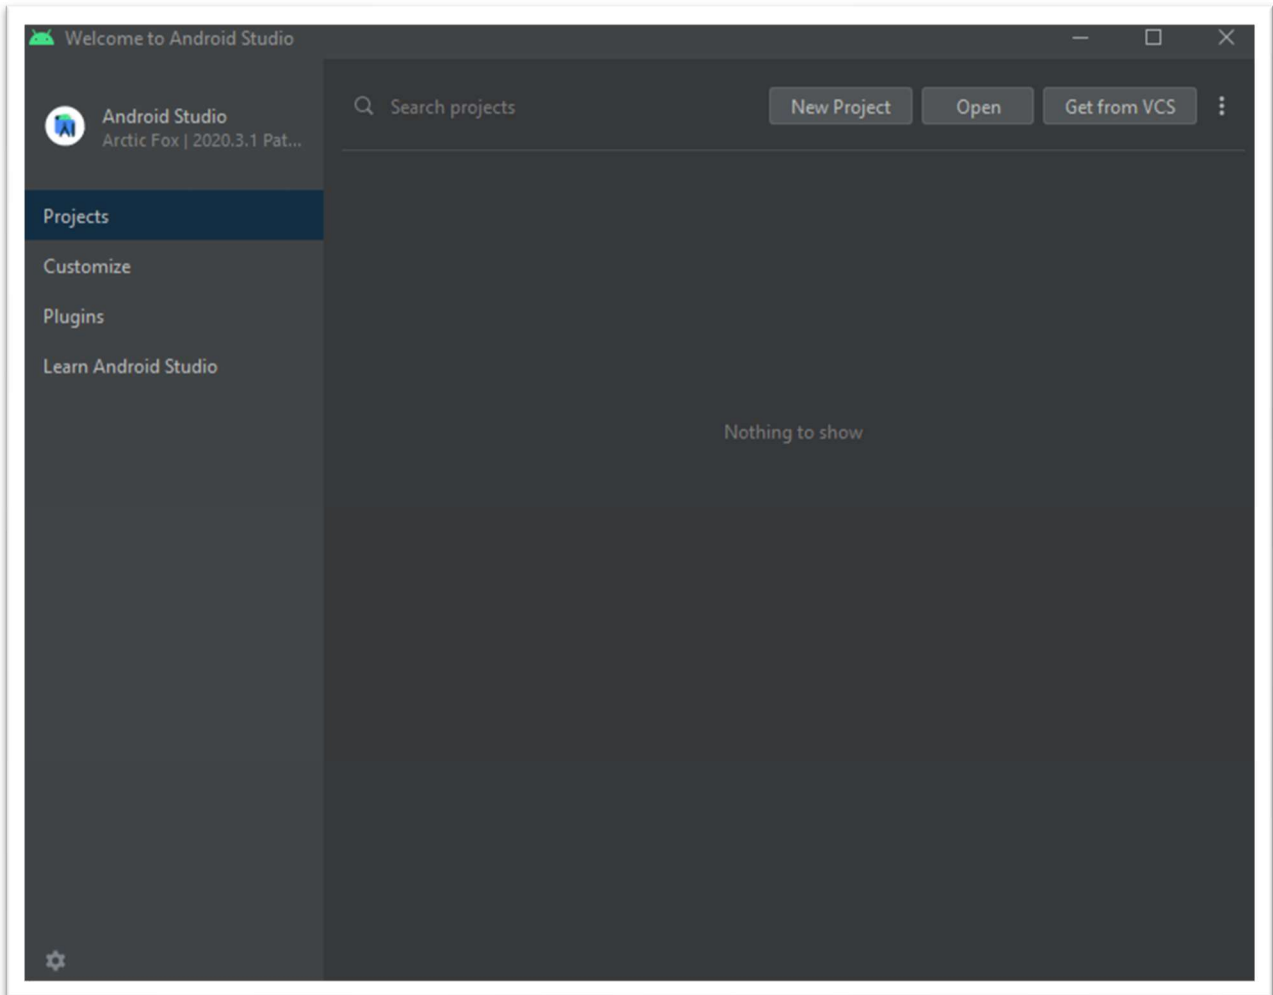 Welcome to Android Studio
Android Studio
Arctic Fox | 2020.3.1 Pat...
Search projects
New Project
Open
Get from VCS
Projects
Customize
Plugins
Learn Android Studio
Nothing to show